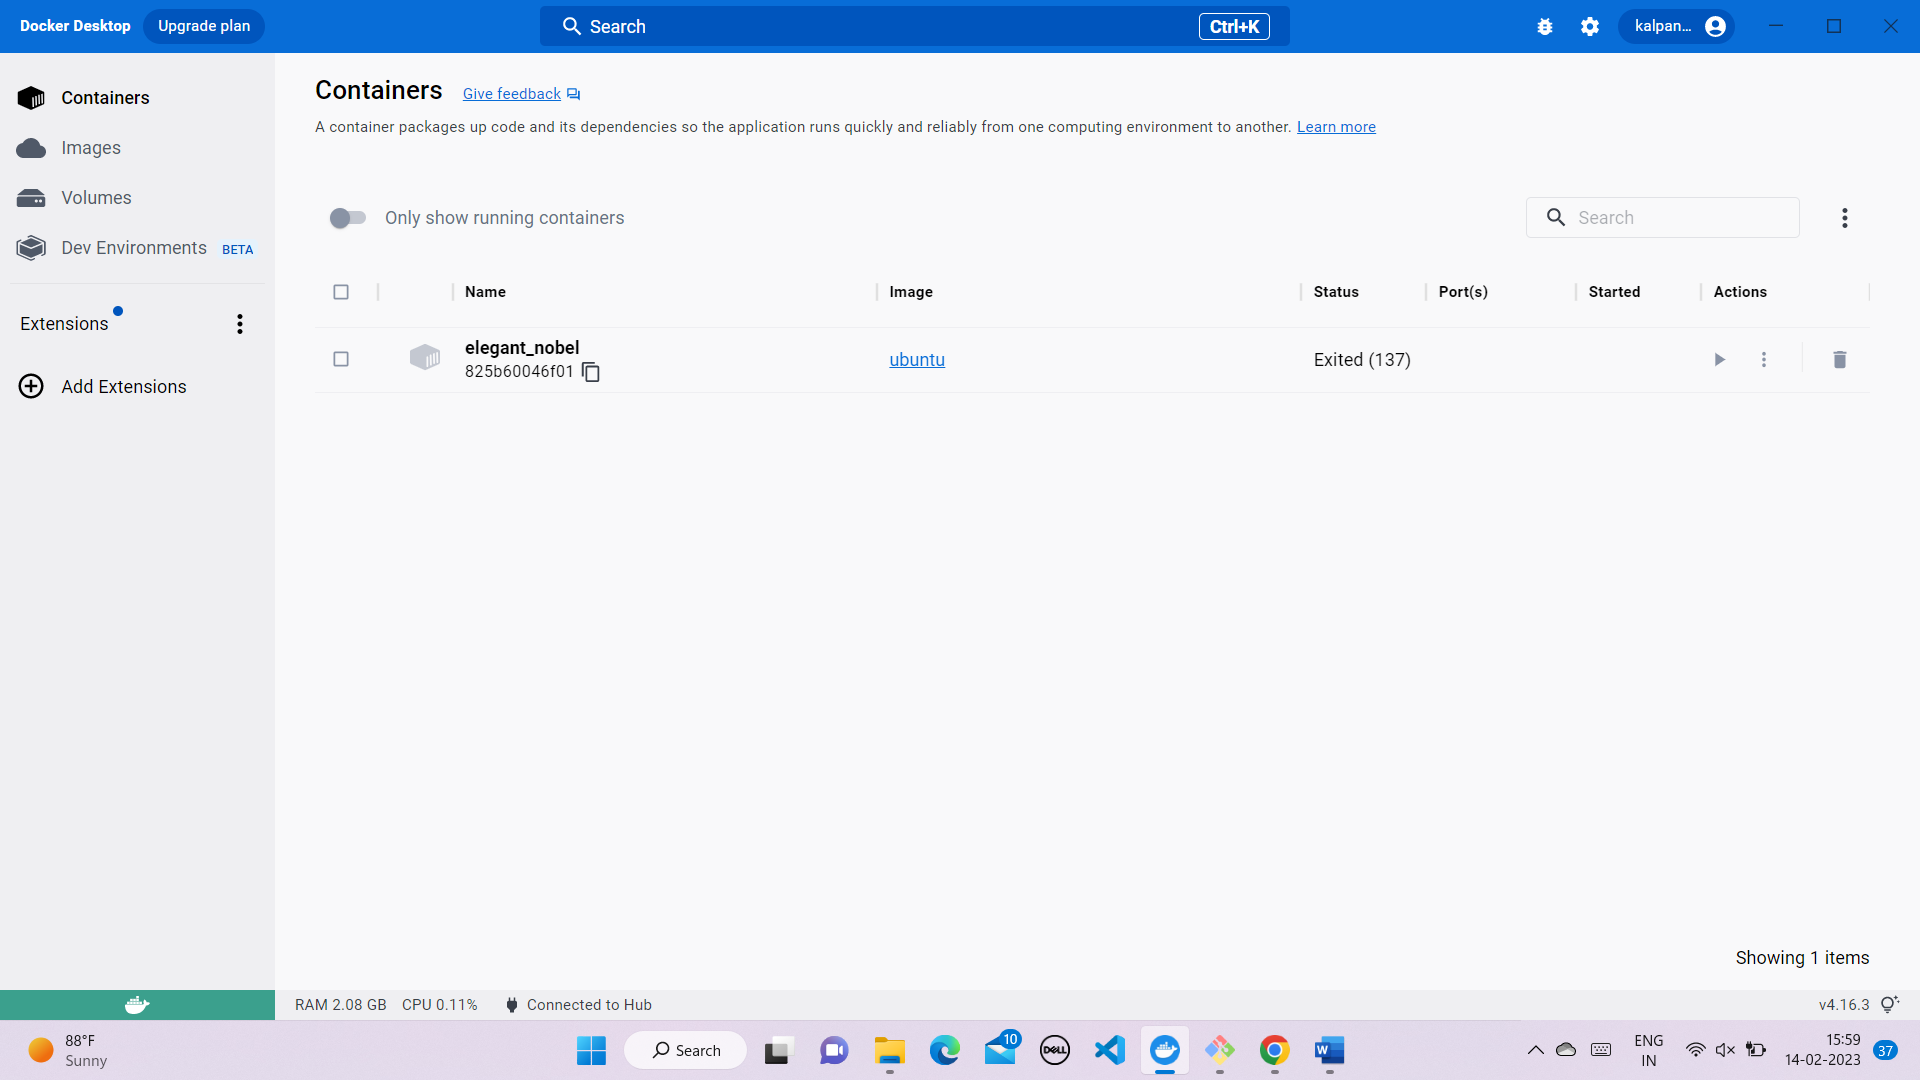 Docker Desktop Upgrade plan Search Ctrl+K kalpan...
Containers
Images
Volumes
Dev Environments BETA
Extensions
Add Extensions
Containers Give feedback
A container packages up code and its dependencies so the application runs quickly and reliably from one computing environment to another. Learn more
Only show running containers Search
Name Image Status Port(s) Started Actions
elegant_nobel
825b60046f01 ubuntu Exited (137)
Showing 1 items
RAM 2.08 GB CPU 0.11% Connected to Hub v4.16.3
88°F
Sunny
Search
10
DELL
W
ENG
IN
15:59
14-02-2023
37